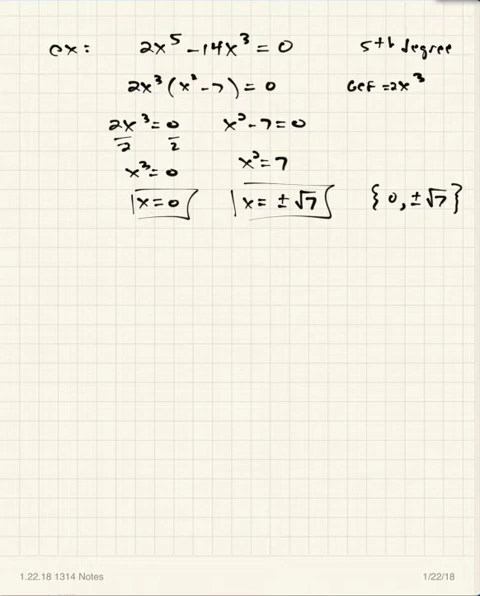 ex: 2x⁵ - 14x³ = 0 5th degree
2x³(x² - 7) = 0 GCF = 2x³
2x³ = 0 x² - 7 = 0
2 2
x³ = 0 x² = 7
x = 0 x = ±√7 {0, ±√7}
1.22.18 1314 Notes 1/22/18